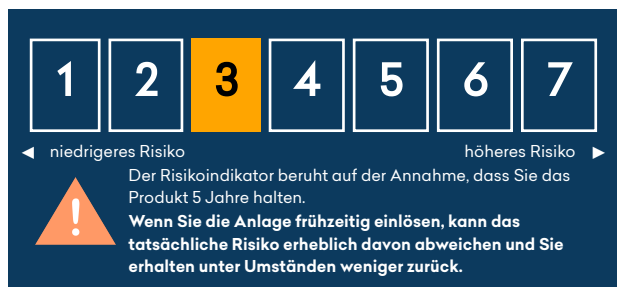 1 2 3 4 5 6 7
◄ niedrigeres Risiko höheres Risiko ►
Der Risikoindikator beruht auf der Annahme, dass Sie das
Produkt 5 Jahre halten.
Wenn Sie die Anlage frühzeitig einlösen, kann das
tatsächliche Risiko erheblich davon abweichen und Sie
erhalten unter Umständen weniger zurück.
!